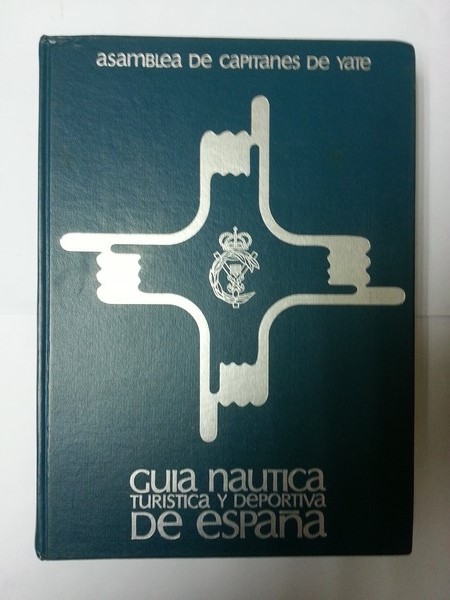 asamblea de capitanes de yate
Guia nautica
turistica y deportiva
de españa